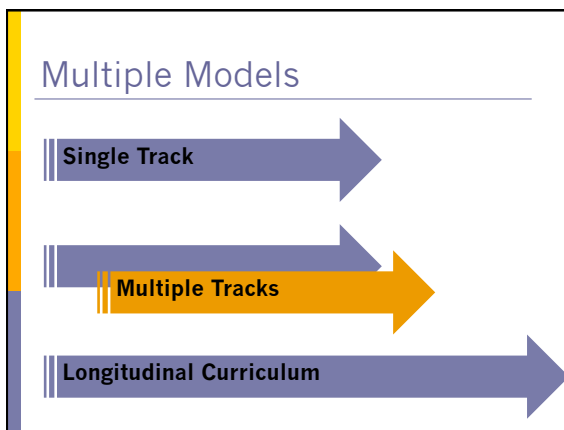 Multiple Models
Single Track
Multiple Tracks
Longitudinal Curriculum